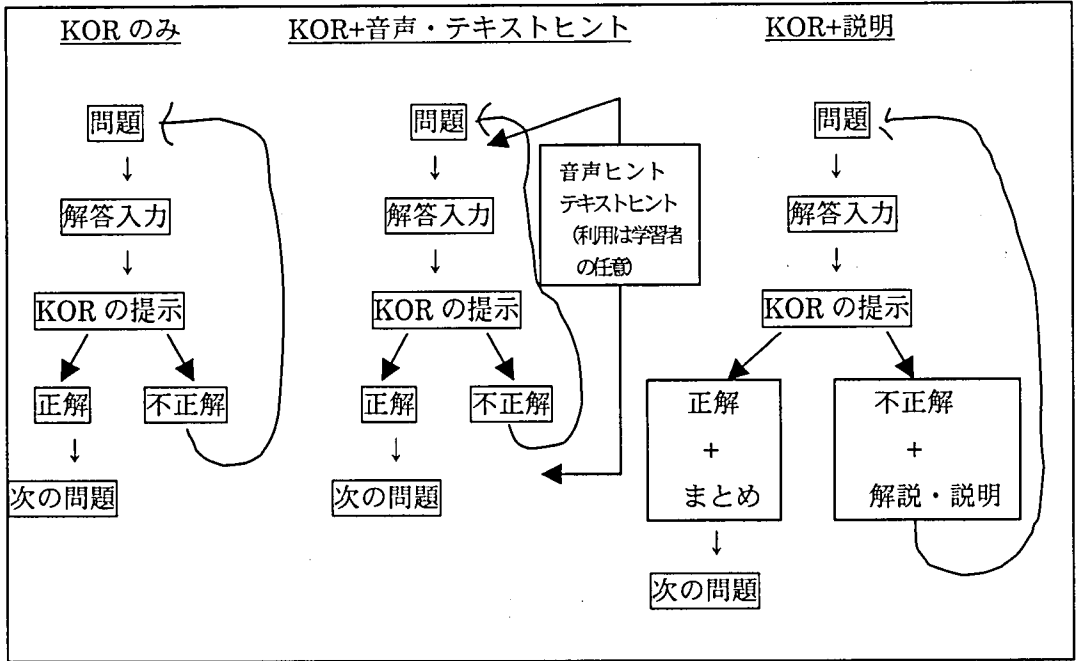 KORのみ
問題
↓
解答入力
↓
KORの提示
正解
不正解
↓
次の問題
KOR+音声・テキストヒント
問題
↓
解答入力
↓
KORの提示
正解
不正解
↓
次の問題
音声ヒント
テキストヒント
(利用は学習者
の任意)
KOR+説明
問題
↓
解答入力
↓
KORの提示
正解
+
まとめ
不正解
+
解説・説明
↓
次の問題